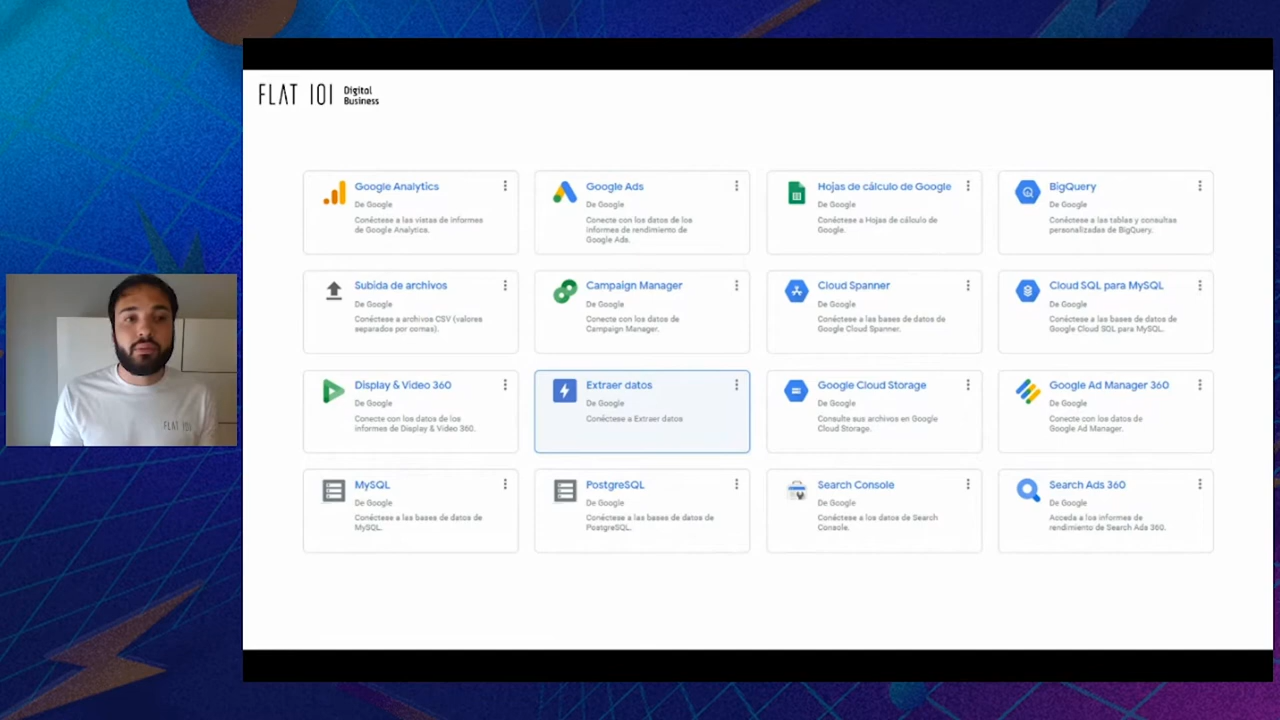 FLAT 101 Digital Business
Google Analytics
De Google
Conéctese a las vistas de informes
de Google Analytics.
Google Ads
De Google
Conecte con los datos de los
informes de rendimiento de
Google Ads.
Hojas de cálculo de Google
De Google
Conéctese a Hojas de cálculo de
Google.
BigQuery
De Google
Conéctese a las tablas y consultas
personalizadas de BigQuery.
Subida de archivos
De Google
Conéctese a archivos CSV (valores
separados por comas).
Campaign Manager
De Google
Conecte con los datos de
Campaign Manager.
Cloud Spanner
De Google
Conéctese a las bases de datos de
Google Cloud Spanner.
Cloud SQL para MySQL
De Google
Conéctese a las bases de datos de
Google Cloud SQL para MySQL.
Display & Video 360
De Google
Conecte con los datos de los
informes de Display & Video 360.
Extraer datos
De Google
Conéctese a Extraer datos
Google Cloud Storage
De Google
Consulte sus archivos en Google
Cloud Storage.
Google Ad Manager 360
De Google
Conecte con los datos de
Google Ad Manager.
MySQL
De Google
Conéctese a las bases de datos de
MySQL.
PostgreSQL
De Google
Conéctese a las bases de datos de
PostgreSQL.
Search Console
De Google
Conéctese a los datos de Search
Console.
Search Ads 360
De Google
Acceda a los informes de
rendimiento de Search Ads 360.
FLAT 101